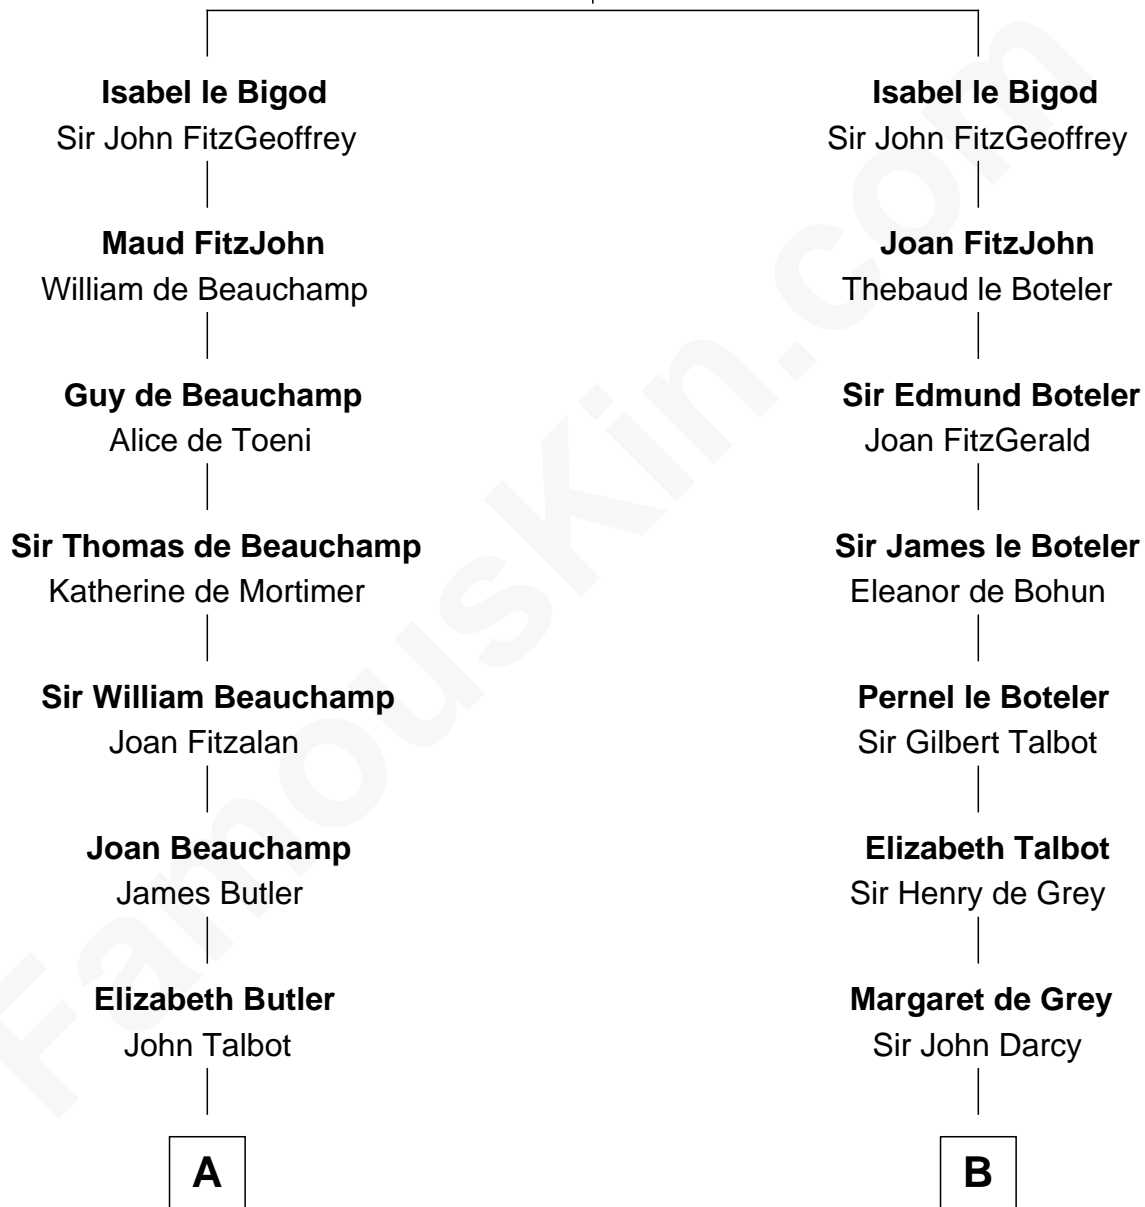 Isabel le Bigod
Sir John FitzGeoffrey
Maud FitzJohn
William de Beauchamp
Guy de Beauchamp
Alice de Toeni
Sir Thomas de Beauchamp
Katherine de Mortimer
Sir William Beauchamp
Joan Fitzalan
Joan Beauchamp
James Butler
Elizabeth Butler
John Talbot
A
Isabel le Bigod
Sir John FitzGeoffrey
Joan FitzJohn
Thebaud le Boteler
Sir Edmund Boteler
Joan FitzGerald
Sir James le Boteler
Eleanor de Bohun
Pernel le Boteler
Sir Gilbert Talbot
Elizabeth Talbot
Sir Henry de Grey
Margaret de Grey
Sir John Darcy
B
FamousKin.com